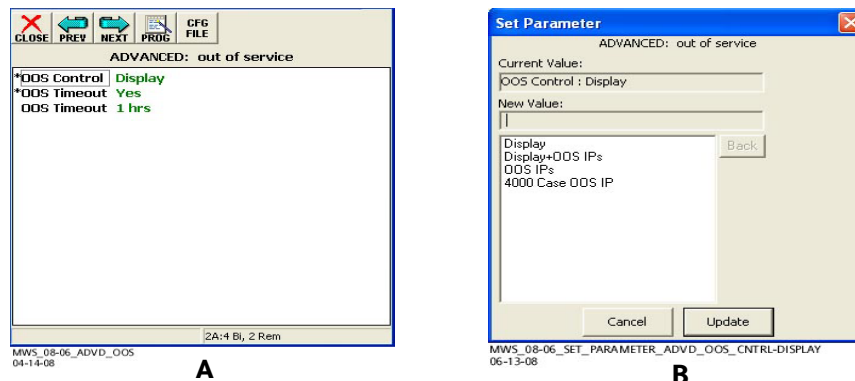 CLOSE PREV NEXT PROG CFG FILE
ADVANCED: out of service
*OOS Control Display
*OOS Timeout Yes
OOS Timeout 1 hrs
2A:4 Bi, 2 Rem
MWS_08-06_ADVD_OOS
04-14-08
A
Set Parameter
ADVANCED: out of service
Current Value:
OOS Control : Display
New Value:
Display
Display+OOS IPs
OOS IPs
4000 Case OOS IP
Back
Cancel Update
MWS_08-06_SET_PARAMETER_ADVD_OOS_CNTRL-DISPLAY
06-13-08
B